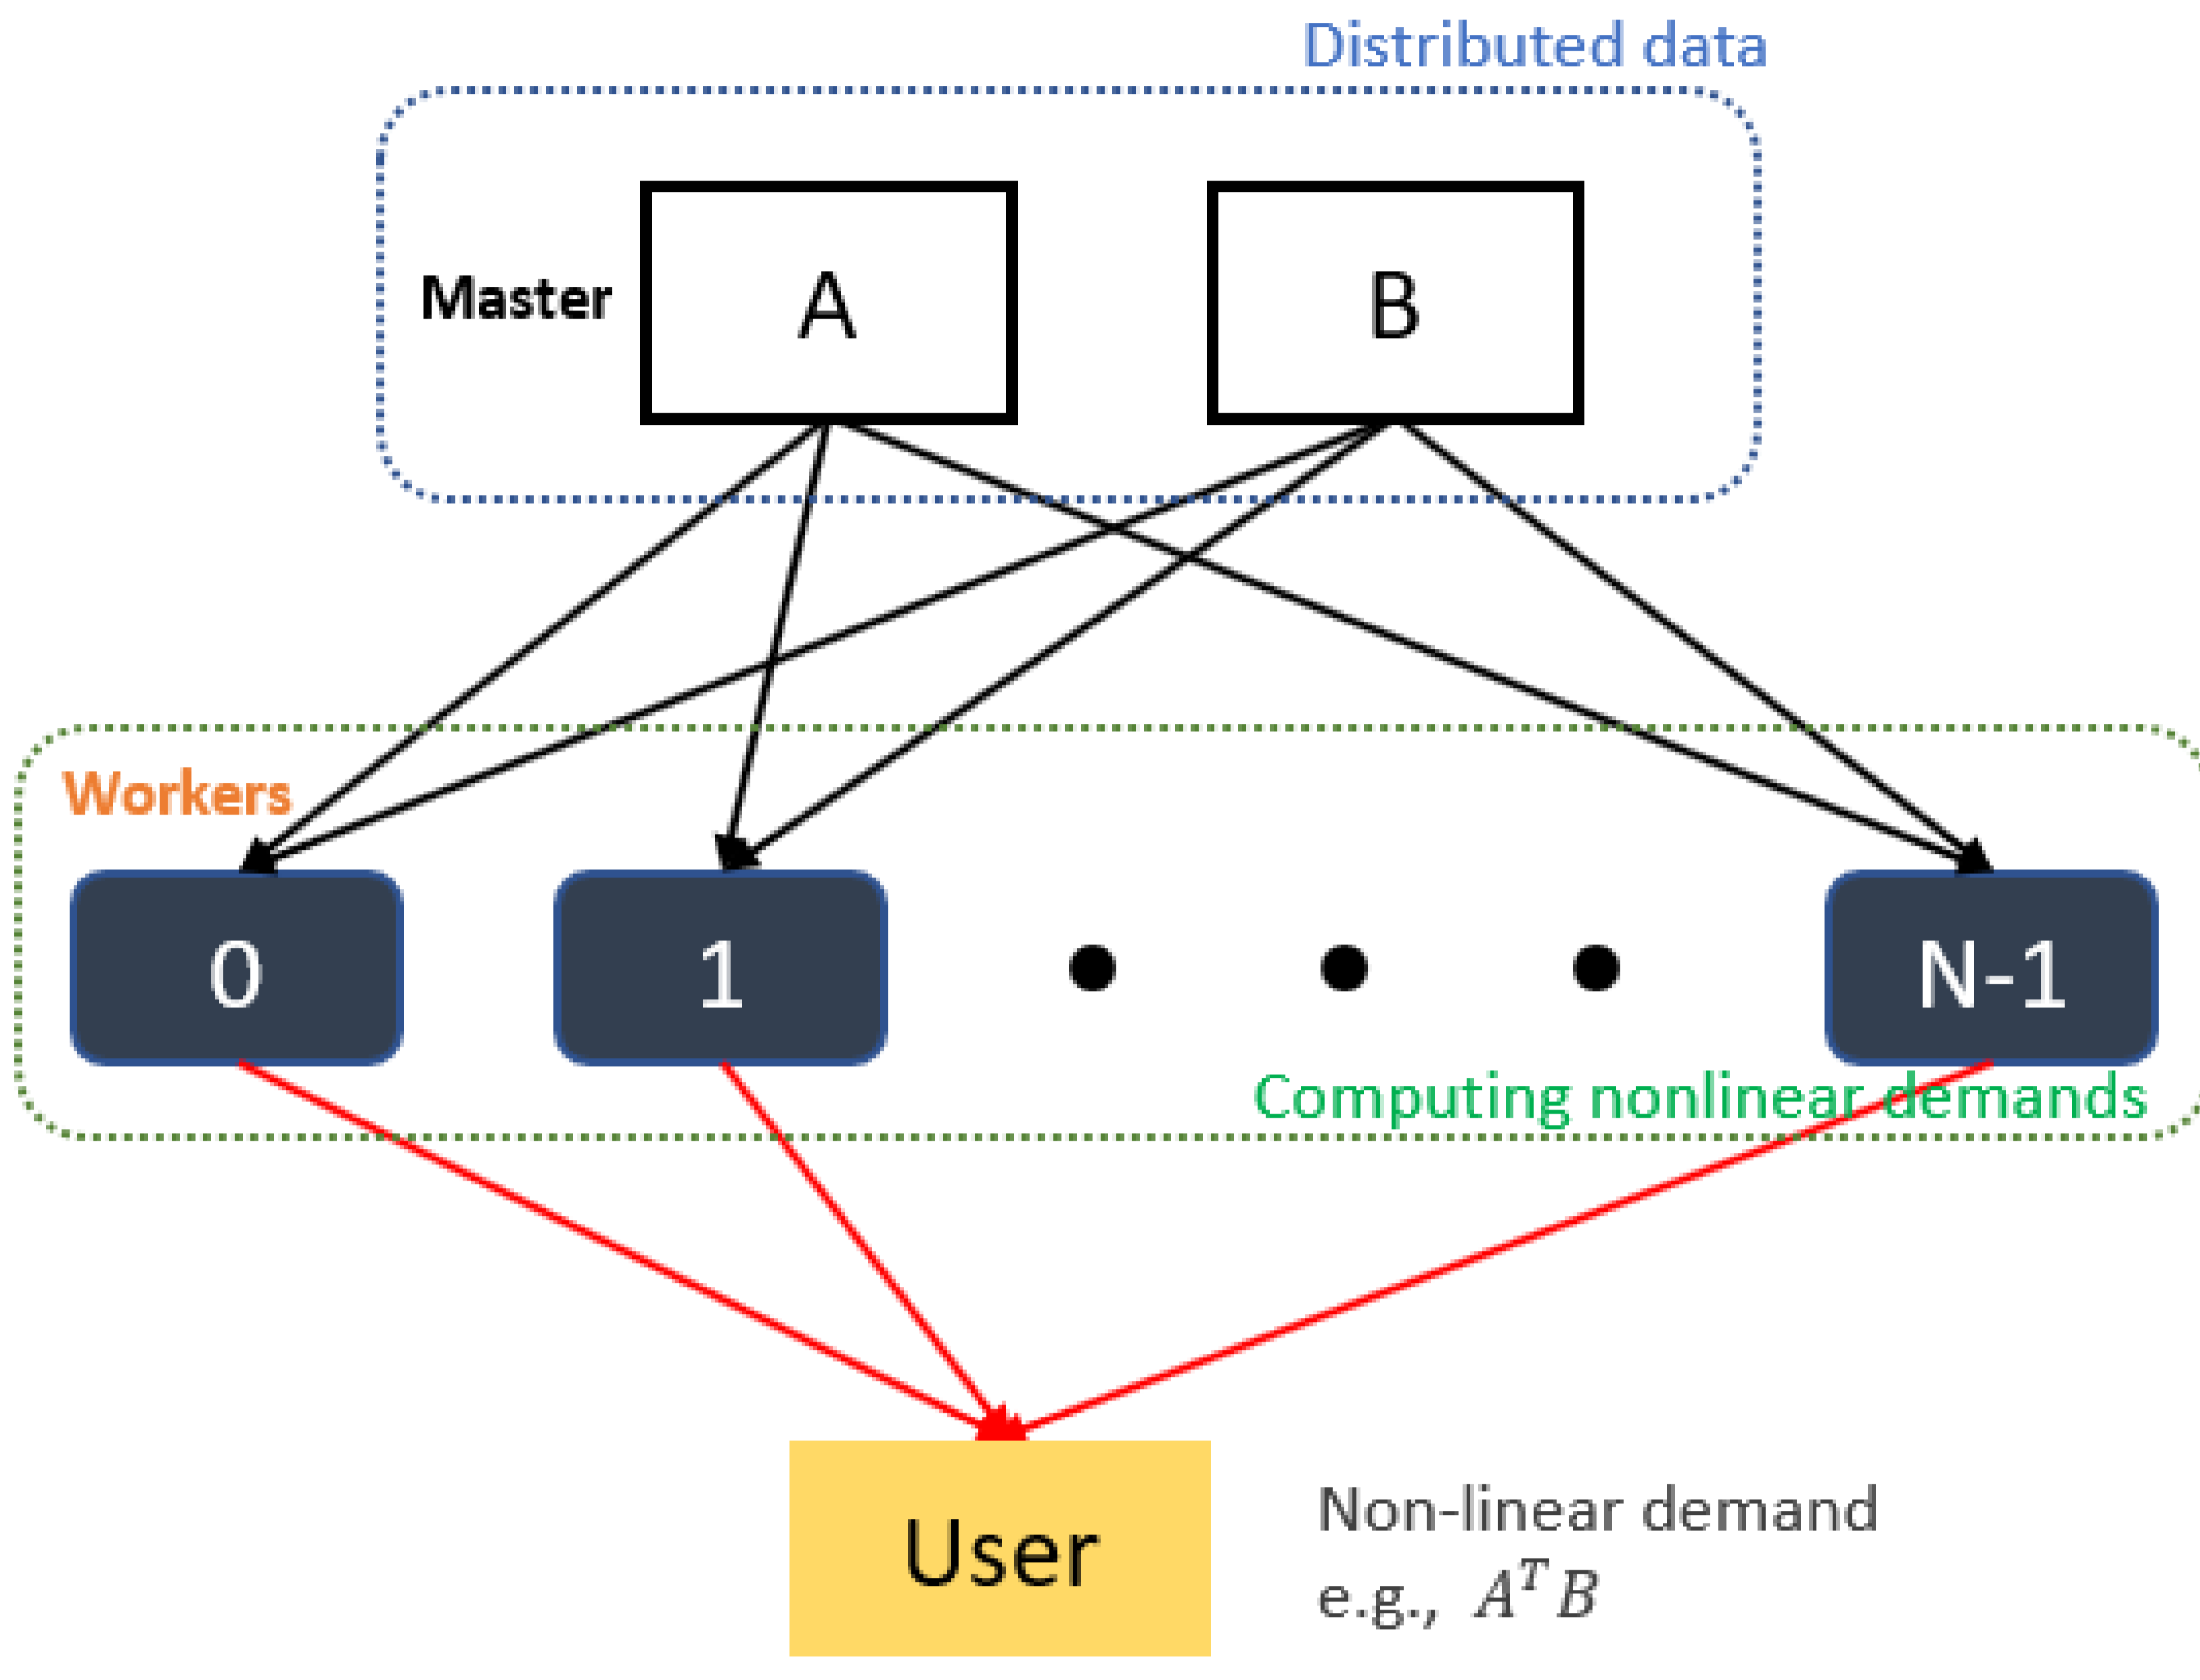 Distributed data
Master
A
B
Workers
0
1
N-1
Computing nonlinear demands
User
Non-linear demand
e.g., $A^T B$